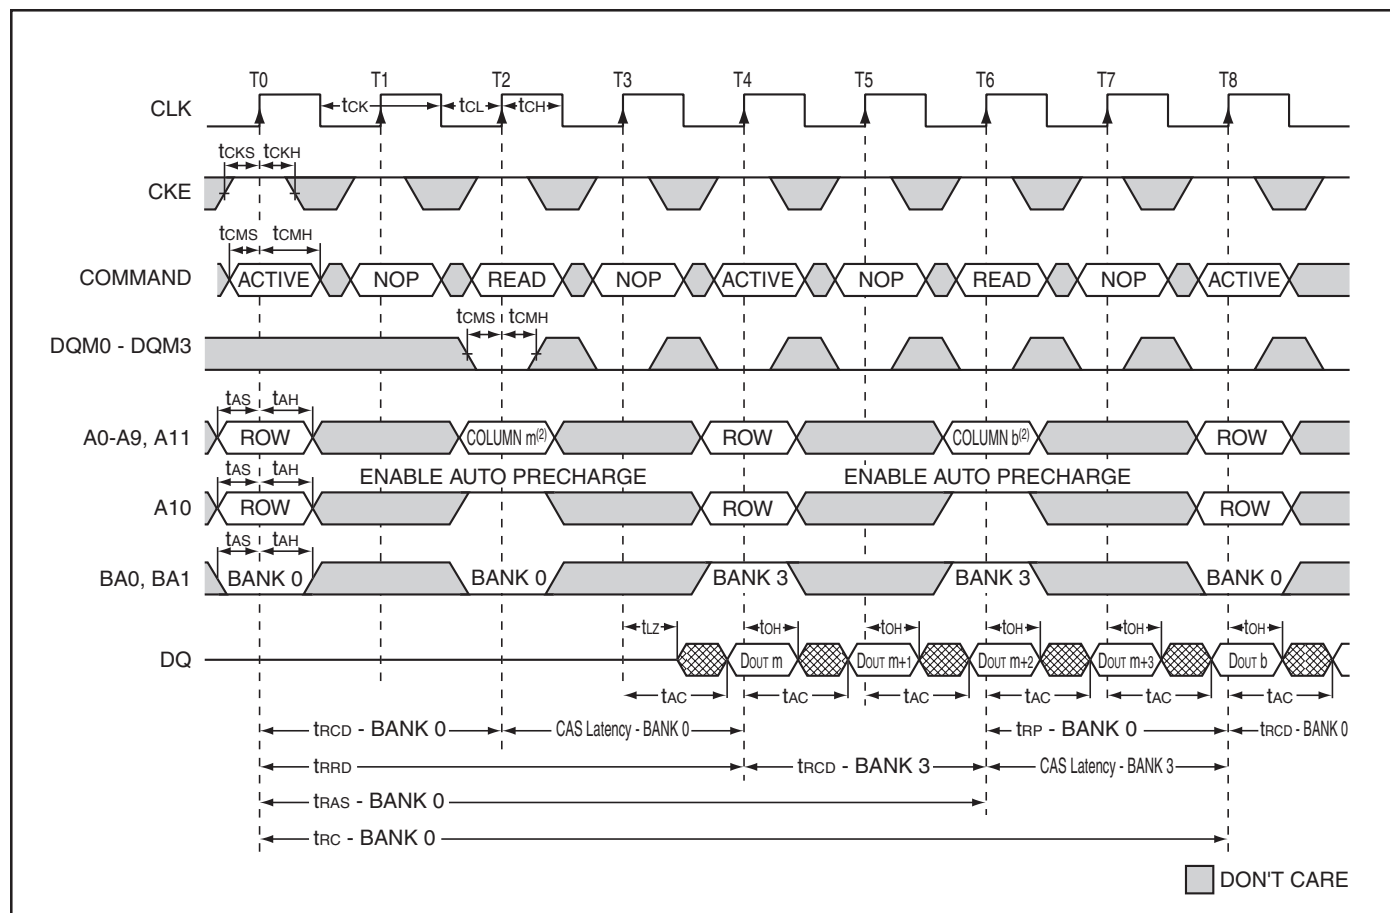 T0 T1 T2 T3 T4 T5 T6 T7 T8
CLK tCK tCL tCH
tCKS tCKH
CKE
tCMS tCMH
COMMAND ACTIVE NOP READ NOP ACTIVE NOP READ NOP ACTIVE
tCMS tCMH
DQM0 - DQM3
tAS tAH
A0-A9, A11 ROW COLUMN m(2) ROW COLUMN b(2) ROW
tAS tAH ENABLE AUTO PRECHARGE ENABLE AUTO PRECHARGE
A10 ROW ROW ROW
tAS tAH
BA0, BA1 BANK 0 BANK 0 BANK 3 BANK 3 BANK 0
tLZ tOH tOH tOH tOH tOH
DQ DOUT m DOUT m+1 DOUT m+2 DOUT m+3 DOUT b
tAC tAC tAC tAC tAC tAC
tRCD - BANK 0 CAS Latency - BANK 0 tRP - BANK 0 tRCD - BANK 0
tRRD tRCD - BANK 3 CAS Latency - BANK 3
tRAS - BANK 0
tRC - BANK 0
DON'T CARE